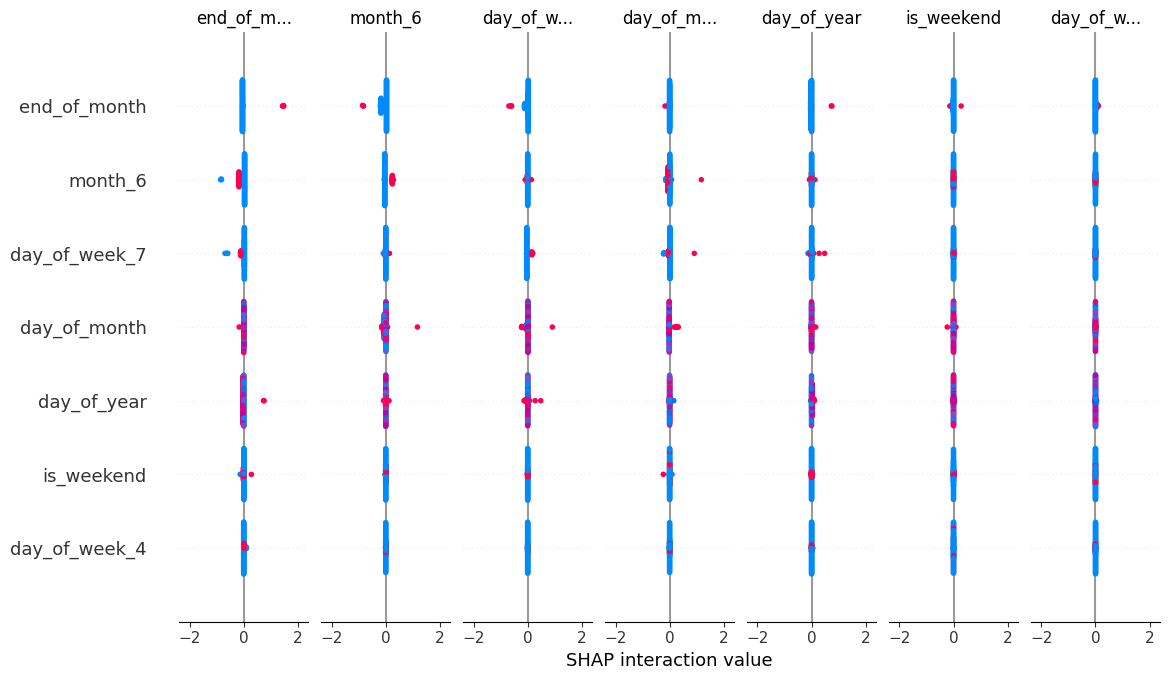 end_of_m... month_6 day_of_w... day_of_m... day_of_year is_weekend day_of_w...
end_of_month
month_6
day_of_week_7
day_of_month
day_of_year
is_weekend
day_of_week_4
−2 0 2 −2 0 2 −2 0 2 −2 0 2 −2 0 2 −2 0 2 −2 0 2
SHAP interaction value